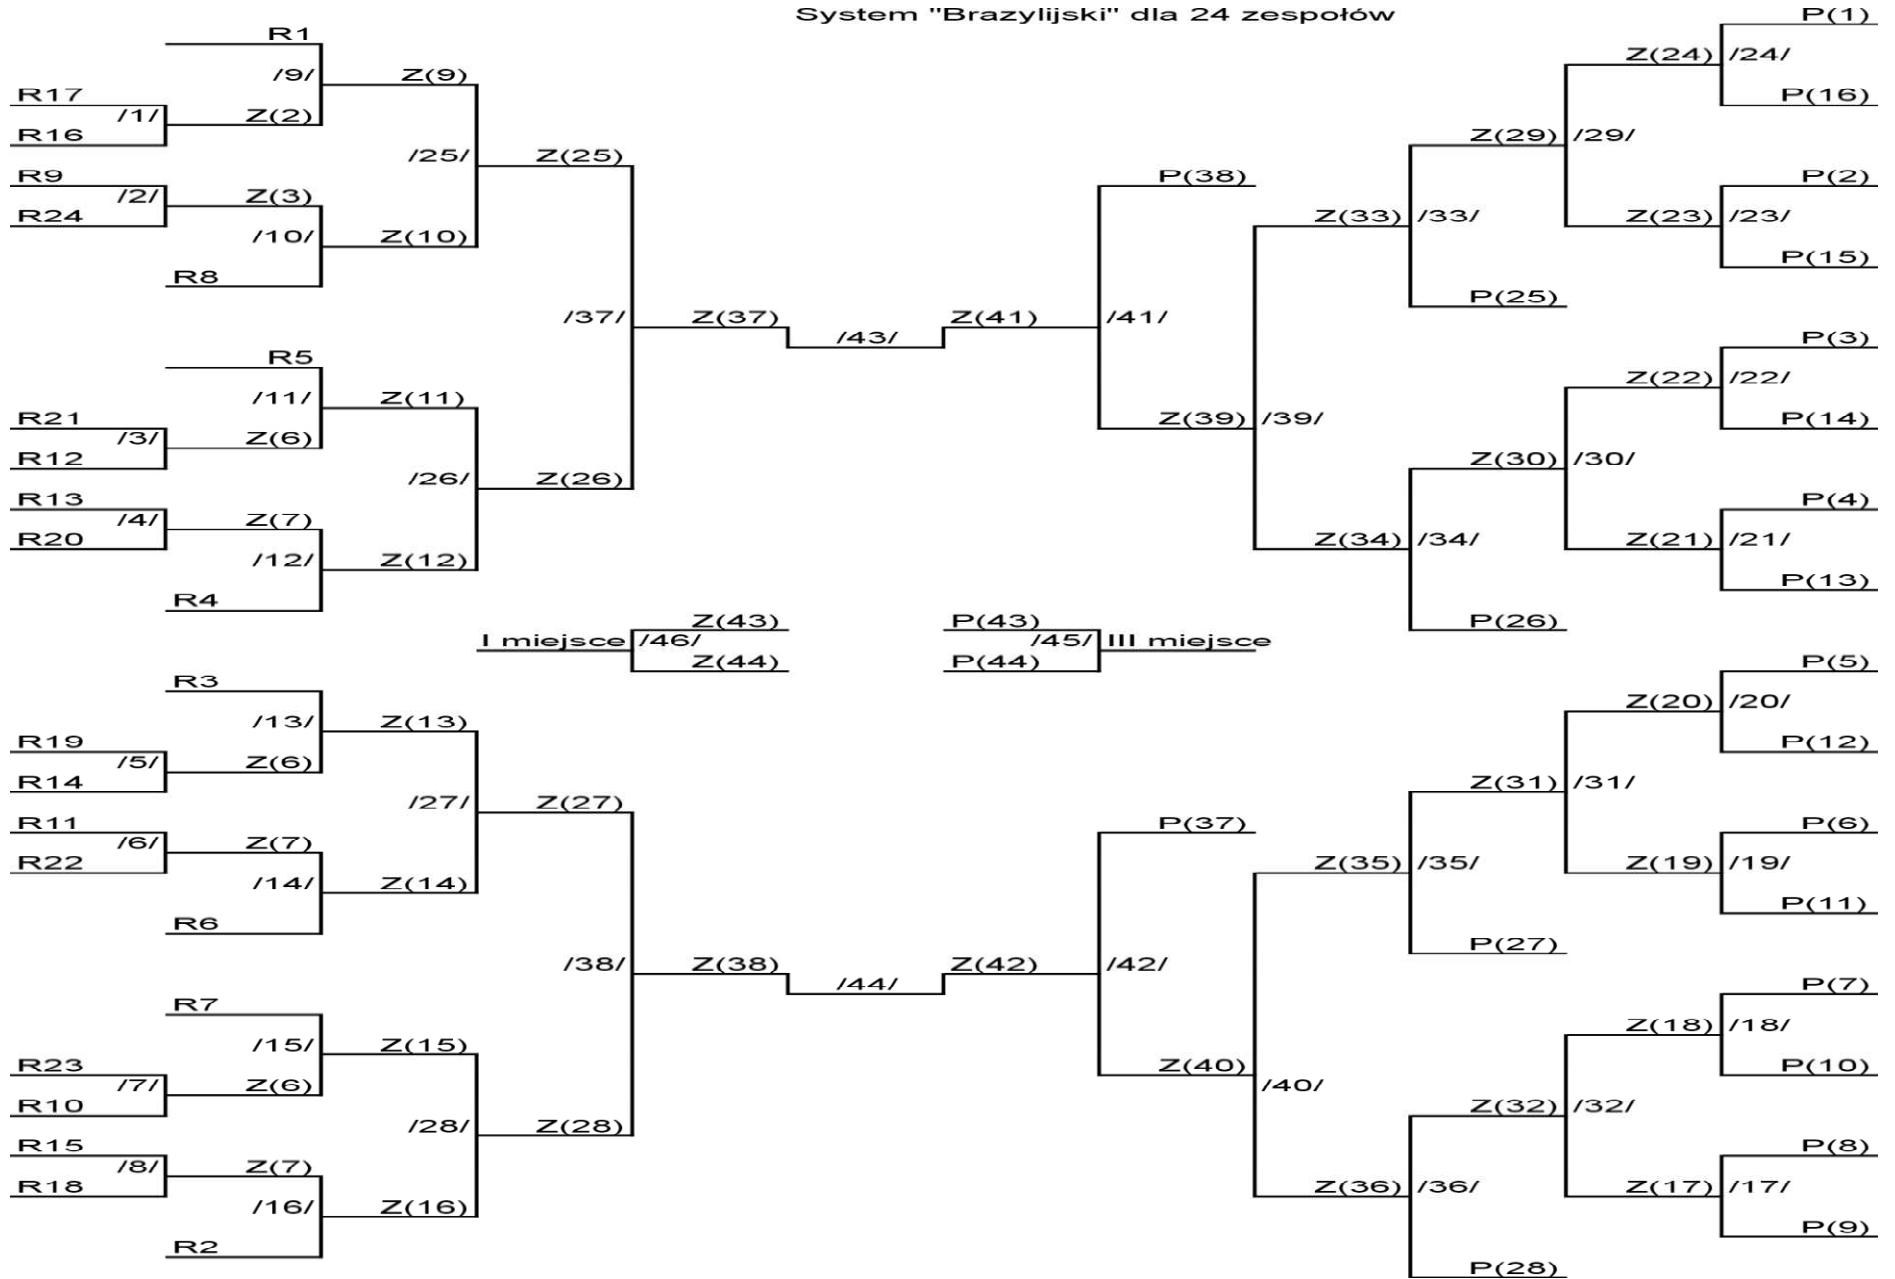 System "Brazylijski" dla 24 zespołów
R1
/9/
Z(9)
R17
/1/
Z(2)
R16
/25/
Z(25)
R9
/2/
Z(3)
R24
/10/
Z(10)
R8
/37/
Z(37)
R5
/11/
Z(11)
R21
/3/
Z(6)
R12
/26/
Z(26)
R13
/4/
Z(7)
R20
/12/
Z(12)
R4
R3
/13/
Z(13)
R19
/5/
Z(6)
R14
/27/
Z(27)
R11
/6/
Z(7)
R22
/14/
Z(14)
R6
/38/
Z(38)
R7
/15/
Z(15)
R23
/7/
Z(6)
R10
/28/
Z(28)
R15
/8/
Z(7)
R18
/16/
Z(16)
R2
/43/
I miejsce
/46/
Z(43)
Z(44)
P(43)
/45/
III miejsce
P(44)
/44/
P(1)
Z(24)
/24/
P(16)
Z(29)
/29/
P(38)
P(2)
Z(33)
/33/
Z(23)
/23/
P(15)
P(25)
Z(41)
/41/
P(3)
Z(22)
/22/
Z(39)
/39/
P(14)
Z(30)
/30/
P(4)
Z(34)
/34/
Z(21)
/21/
P(13)
P(26)
P(5)
Z(20)
/20/
P(12)
Z(31)
/31/
P(37)
P(6)
Z(35)
/35/
Z(19)
/19/
P(11)
P(27)
Z(42)
/42/
P(7)
Z(18)
/18/
Z(40)
/40/
P(10)
Z(32)
/32/
P(8)
Z(36)
/36/
Z(17)
/17/
P(9)
P(28)